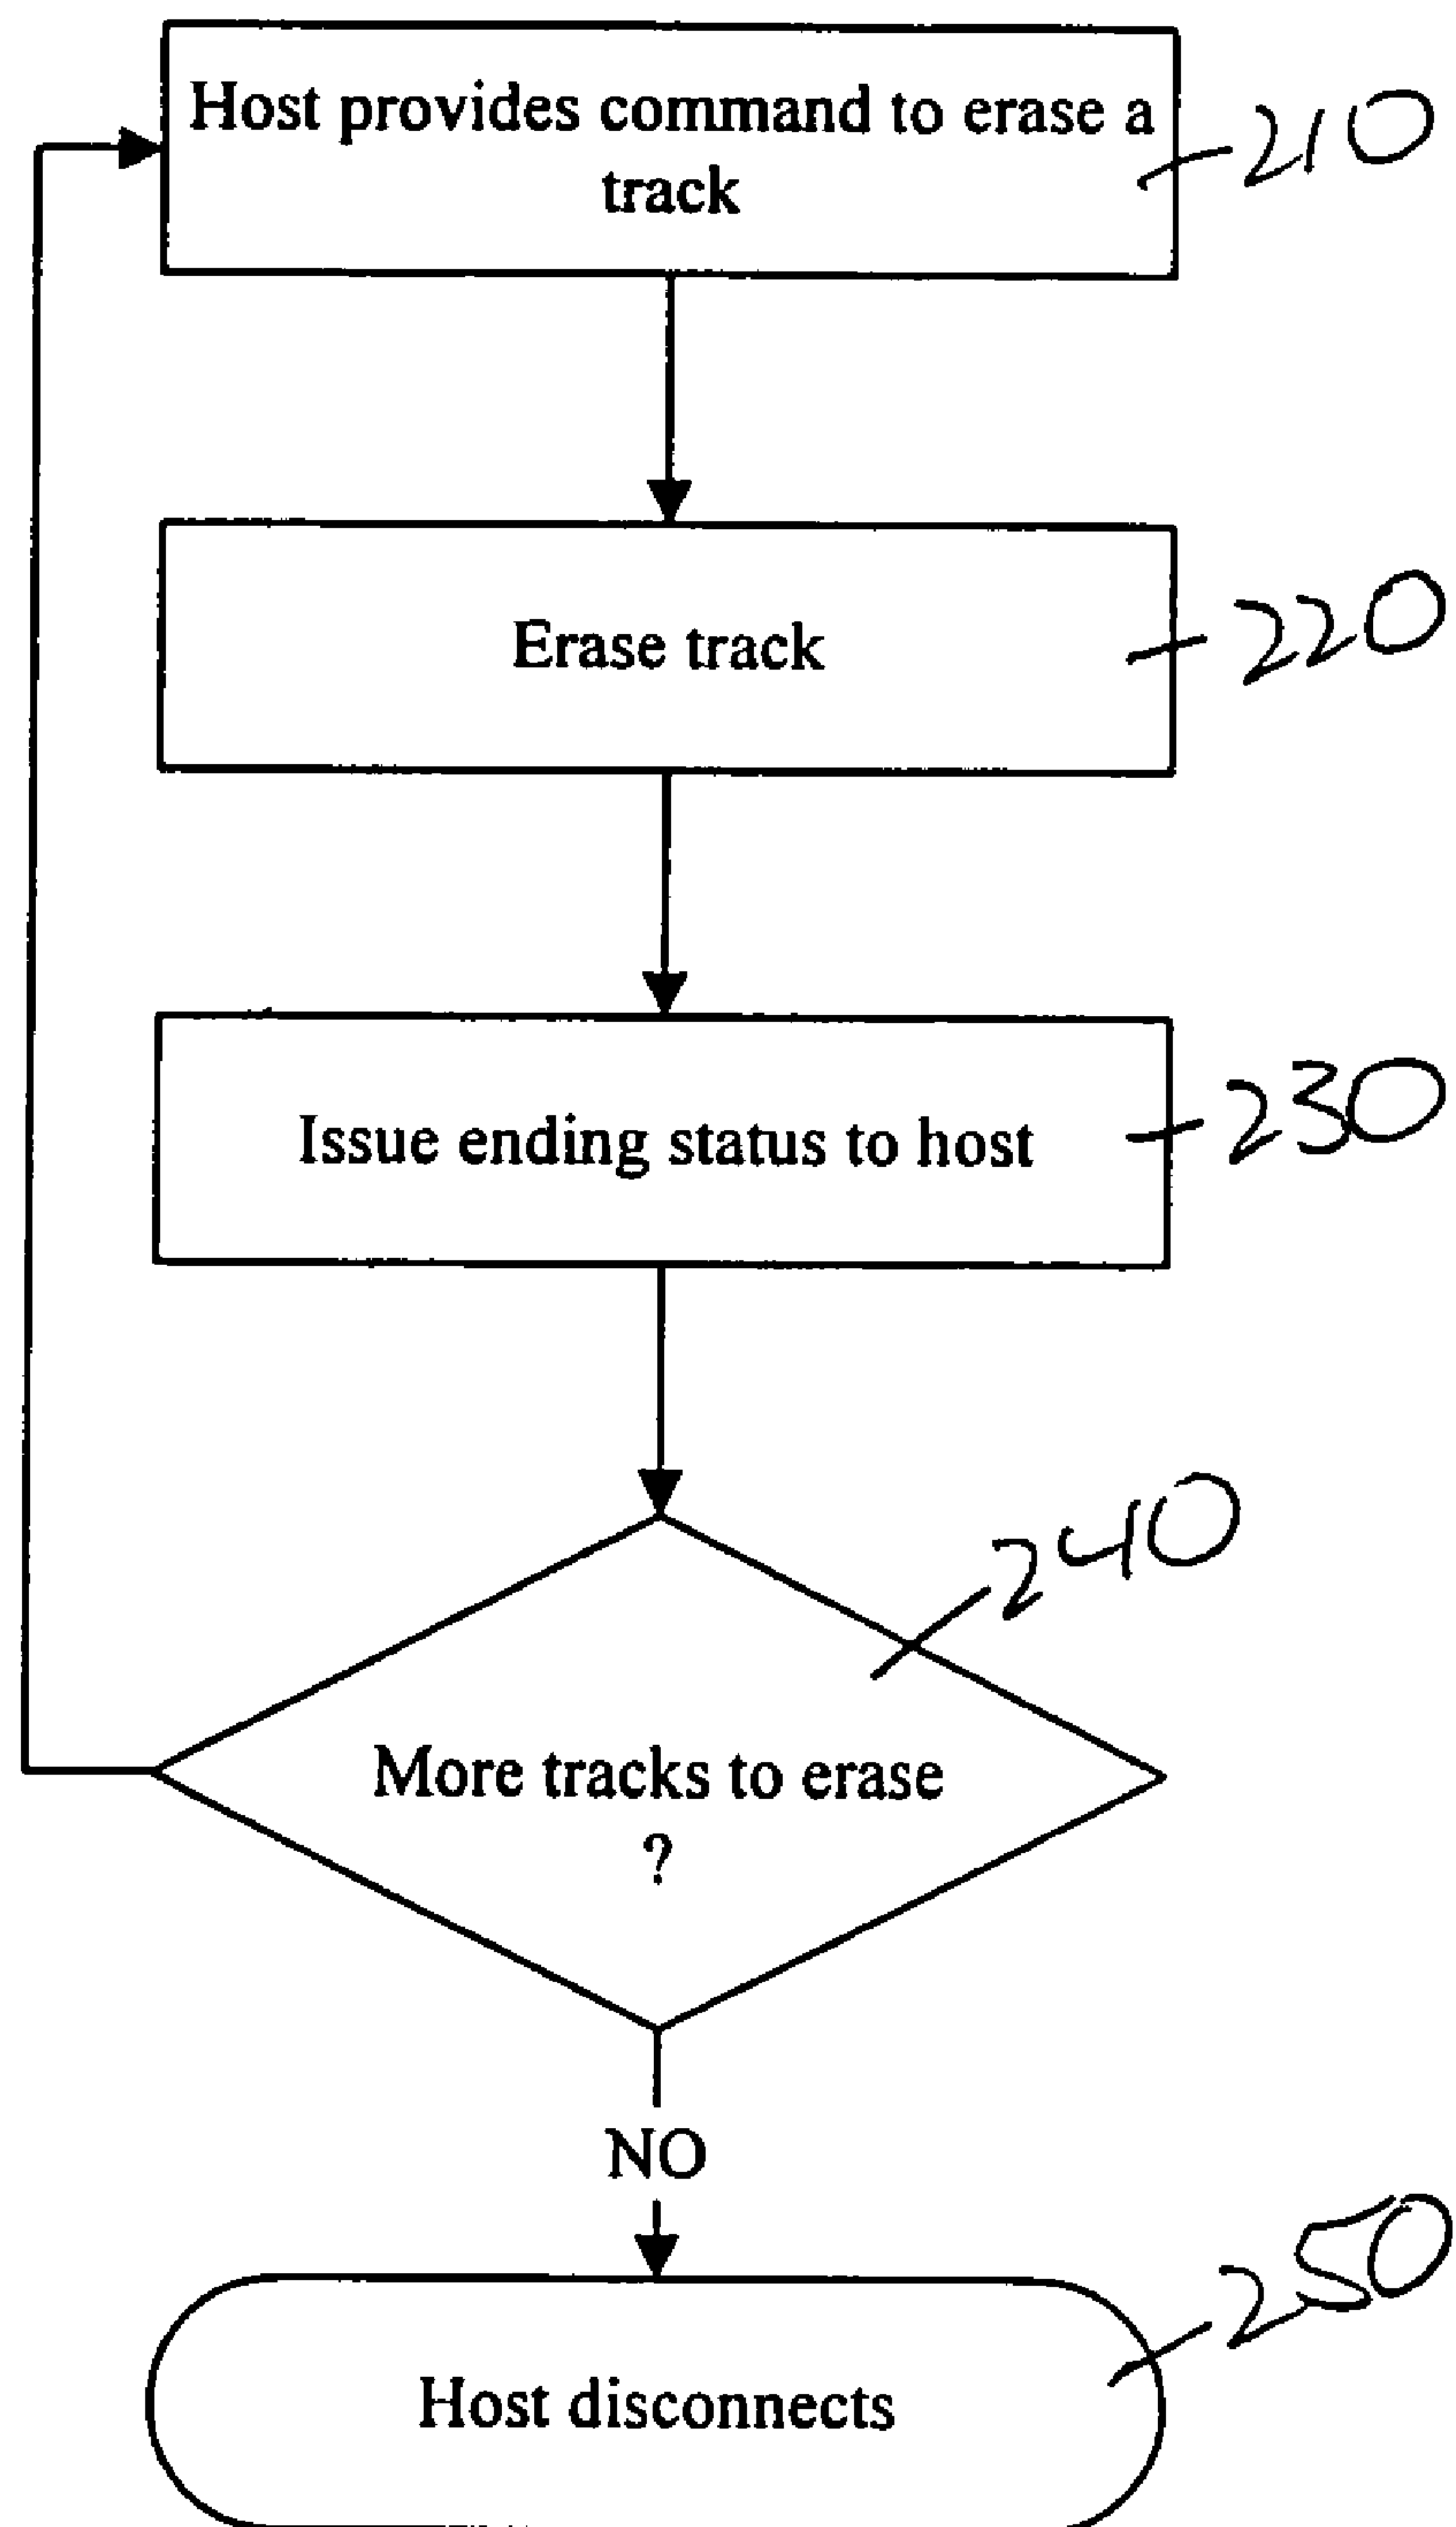 Host provides command to erase a
track
210
Erase track
220
Issue ending status to host
230
240
More tracks to erase
?
NO
250
Host disconnects